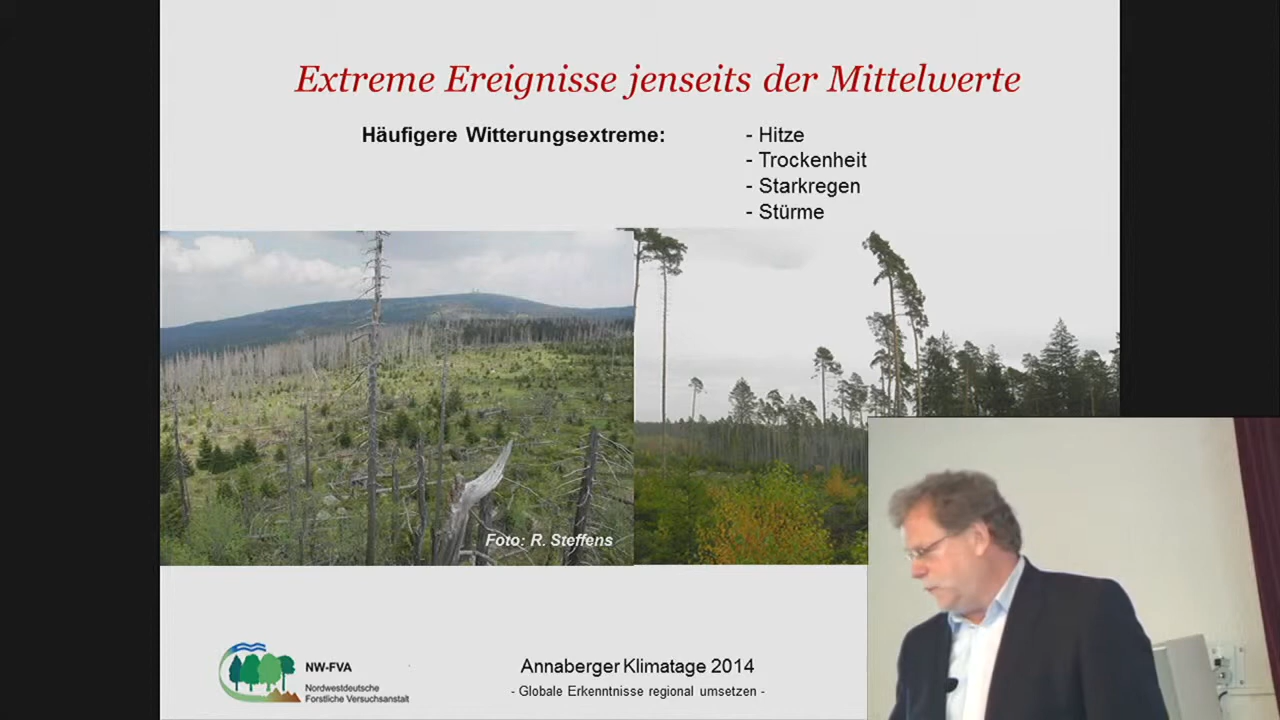 Extreme Ereignisse jenseits der Mittelwerte
Häufigere Witterungsextreme:
- Hitze
- Trockenheit
- Starkregen
- Stürme
Foto: R. Steffens
NW-FVA
Nordwestdeutsche
Forstliche Versuchsanstalt
Annaberger Klimatage 2014
- Globale Erkenntnisse regional umsetzen -